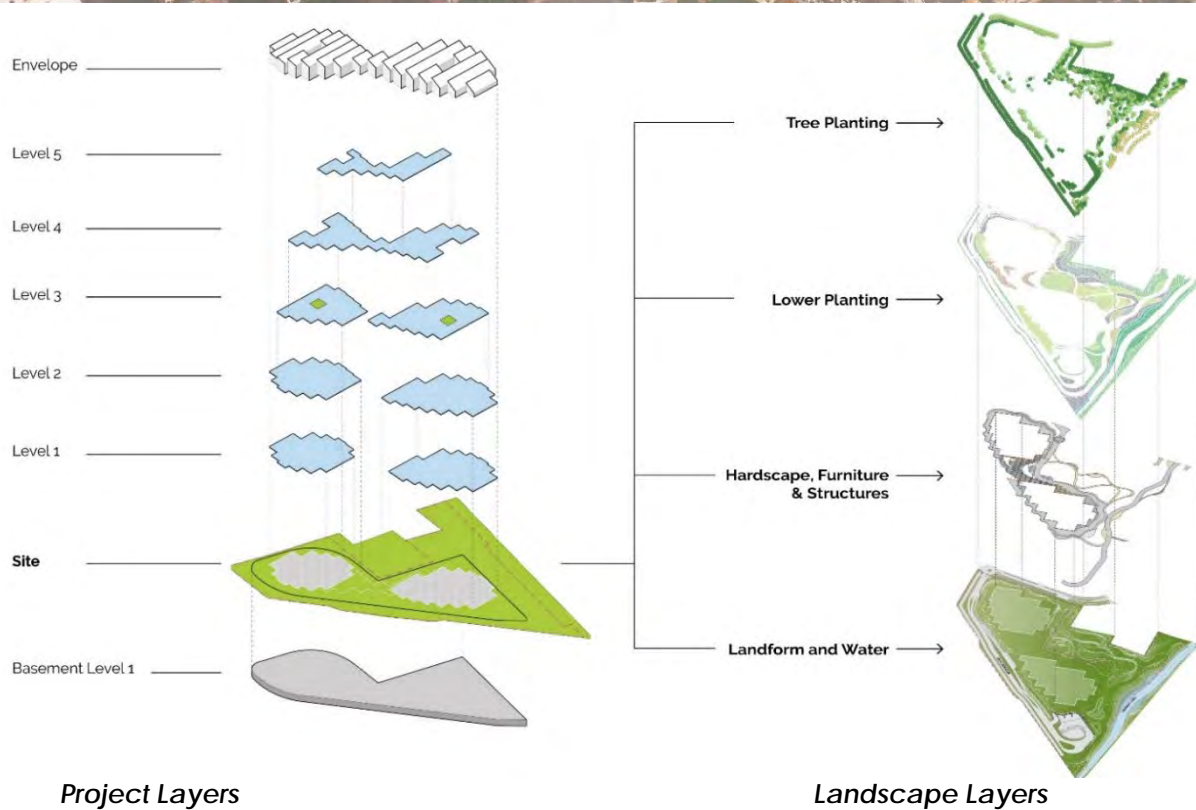 Envelope
Level 5
Level 4
Level 3
Level 2
Level 1
Site
Basement Level 1
Tree Planting
Lower Planting
Hardscape, Furniture
& Structures
Landform and Water
Project Layers
Landscape Layers